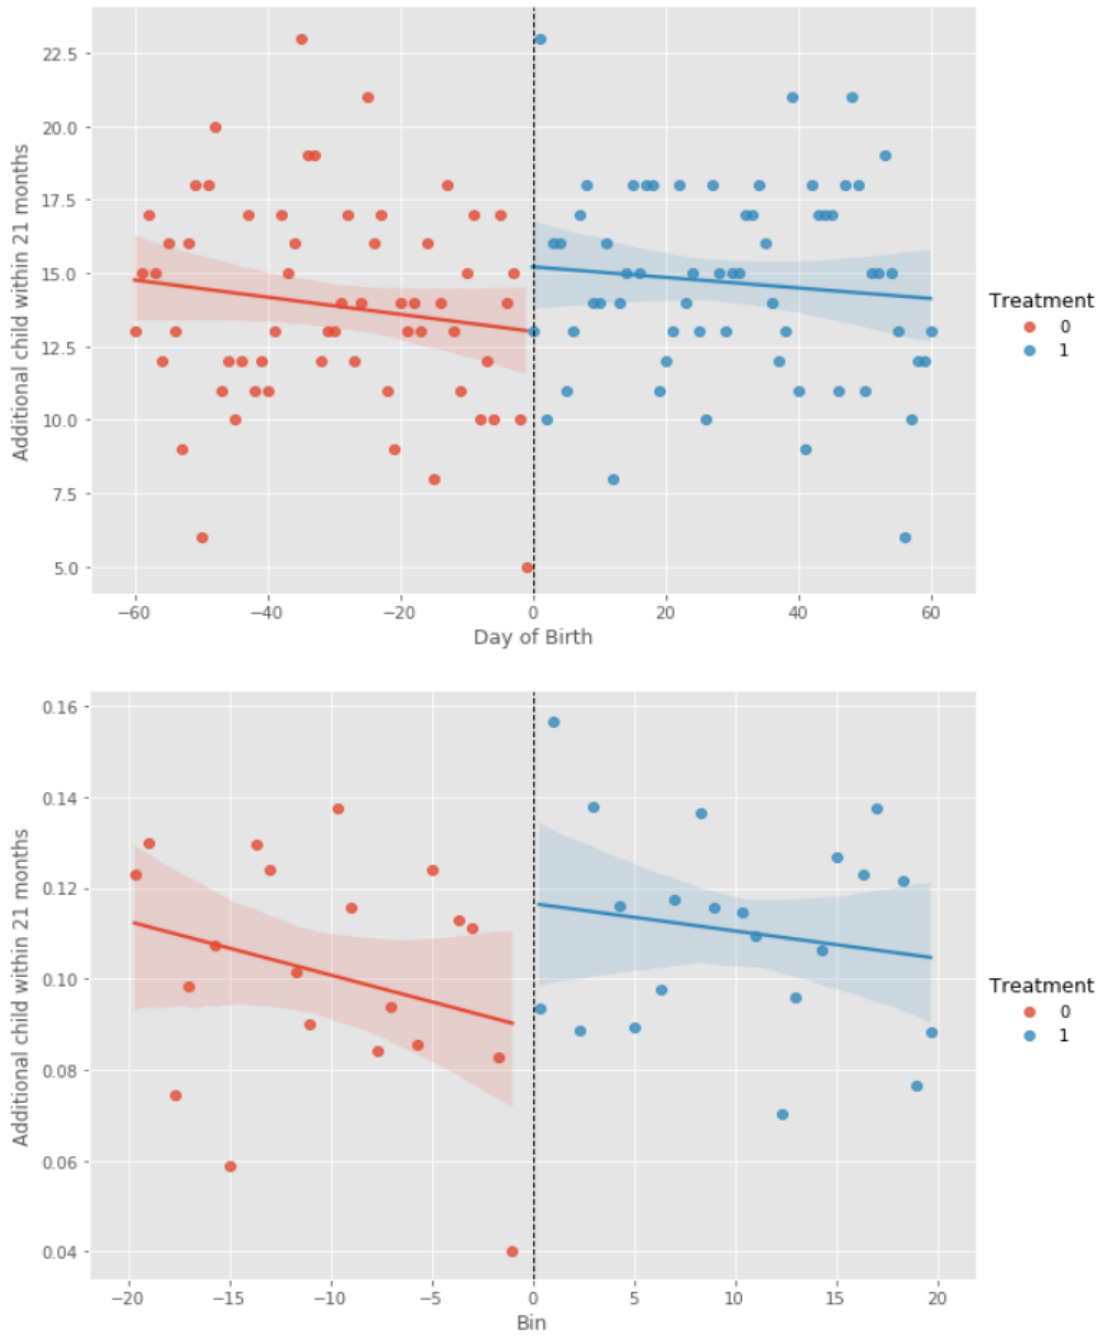 22.5
20.0
17.5
15.0
12.5
10.0
7.5
5.0
Additional child within 21 months
−60 −40 −20 0 20 40 60
Day of Birth
Treatment
0
1
0.16
0.14
0.12
0.10
0.08
0.06
0.04
Additional child within 21 months
−20 −15 −10 −5 0 5 10 15 20
Bin
Treatment
0
1